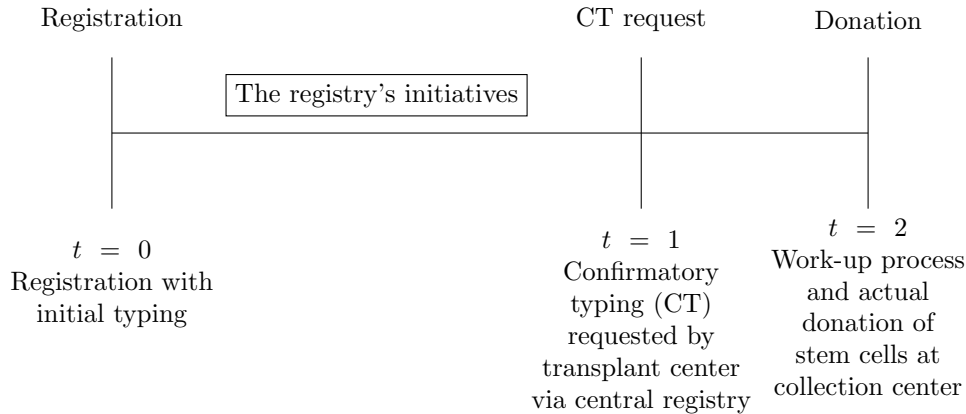 Registration
CT request
Donation
The registry's initiatives
t = 0
Registration with
initial typing
t = 1
Confirmatory
typing (CT)
requested by
transplant center
via central registry
t = 2
Work-up process
and actual
donation of
stem cells at
collection center